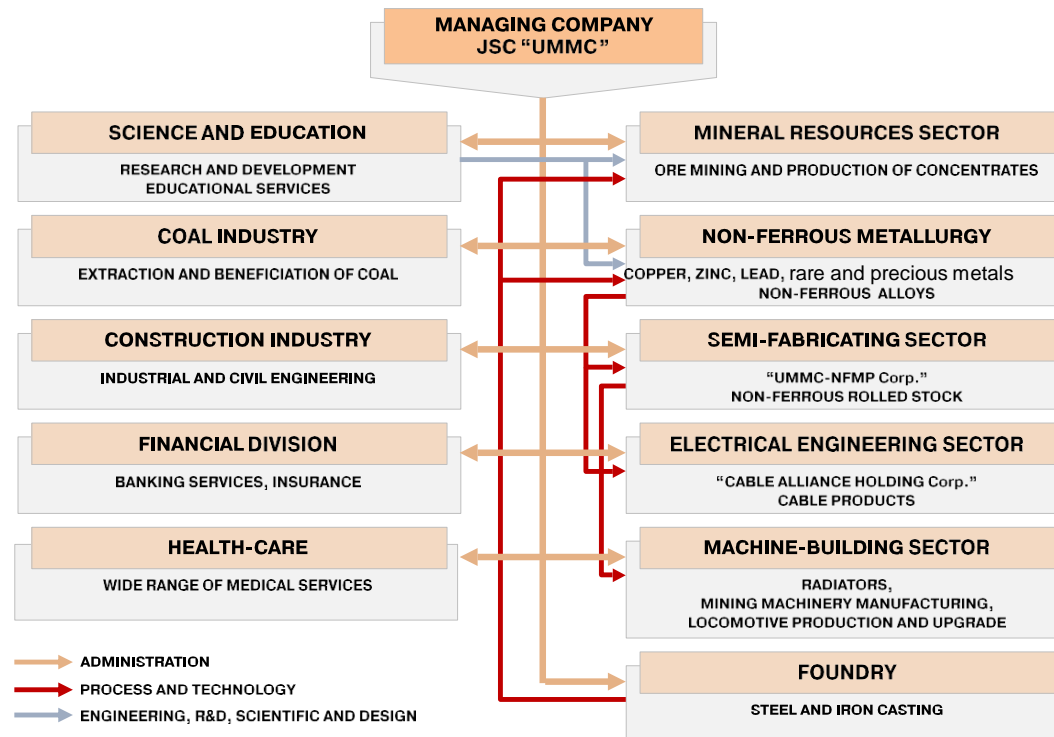 MANAGING COMPANY
JSC “UMMC”
SCIENCE AND EDUCATION
RESEARCH AND DEVELOPMENT
EDUCATIONAL SERVICES
COAL INDUSTRY
EXTRACTION AND BENEFICIATION OF COAL
CONSTRUCTION INDUSTRY
INDUSTRIAL AND CIVIL ENGINEERING
FINANCIAL DIVISION
BANKING SERVICES, INSURANCE
HEALTH-CARE
WIDE RANGE OF MEDICAL SERVICES
MINERAL RESOURCES SECTOR
ORE MINING AND PRODUCTION OF CONCENTRATES
NON-FERROUS METALLURGY
COPPER, ZINC, LEAD, rare and precious metals
NON-FERROUS ALLOYS
SEMI-FABRICATING SECTOR
“UMMC-NFMP Corp.”
NON-FERROUS ROLLED STOCK
ELECTRICAL ENGINEERING SECTOR
“CABLE ALLIANCE HOLDING Corp.”
CABLE PRODUCTS
MACHINE-BUILDING SECTOR
RADIATORS,
MINING MACHINERY MANUFACTURING,
LOCOMOTIVE PRODUCTION AND UPGRADE
FOUNDRY
STEEL AND IRON CASTING
ADMINISTRATION
PROCESS AND TECHNOLOGY
ENGINEERING, R&D, SCIENTIFIC AND DESIGN